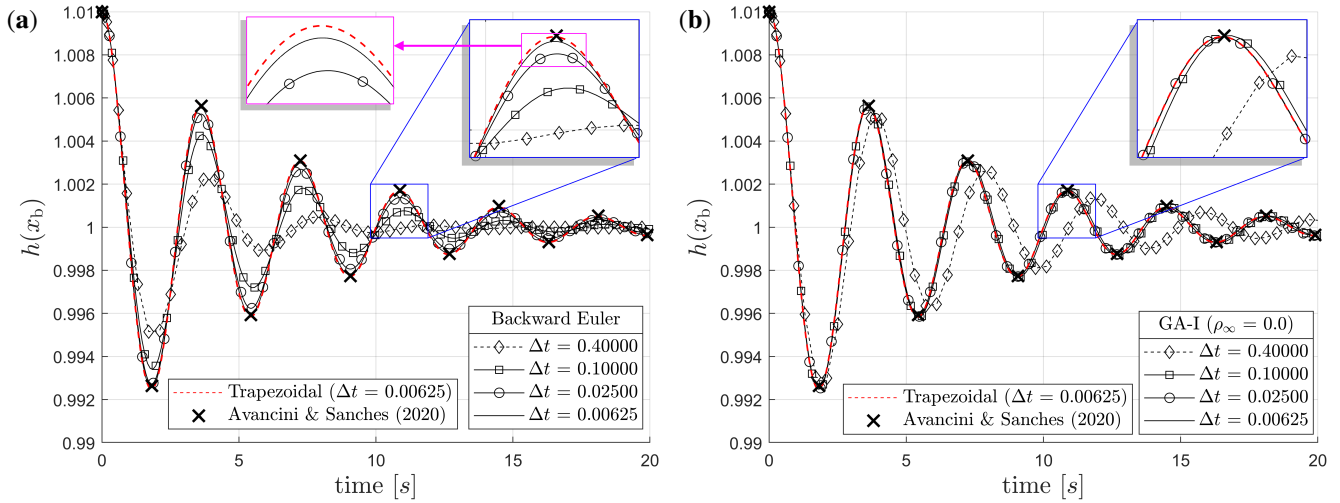 (a)
h(x_b)
1.01
1.008
1.006
1.004
1.002
1
0.998
0.996
0.994
0.992
0.99
0
5
10
15
20
time [s]
Trapezoidal (Δt = 0.00625)
Avancini & Sanches (2020)
Backward Euler
Δt = 0.40000
Δt = 0.10000
Δt = 0.02500
Δt = 0.00625
(b)
h(x_b)
1.01
1.008
1.006
1.004
1.002
1
0.998
0.996
0.994
0.992
0.99
0
5
10
15
20
time [s]
Trapezoidal (Δt = 0.00625)
Avancini & Sanches (2020)
GA-I (ρ∞ = 0.0)
Δt = 0.40000
Δt = 0.10000
Δt = 0.02500
Δt = 0.00625